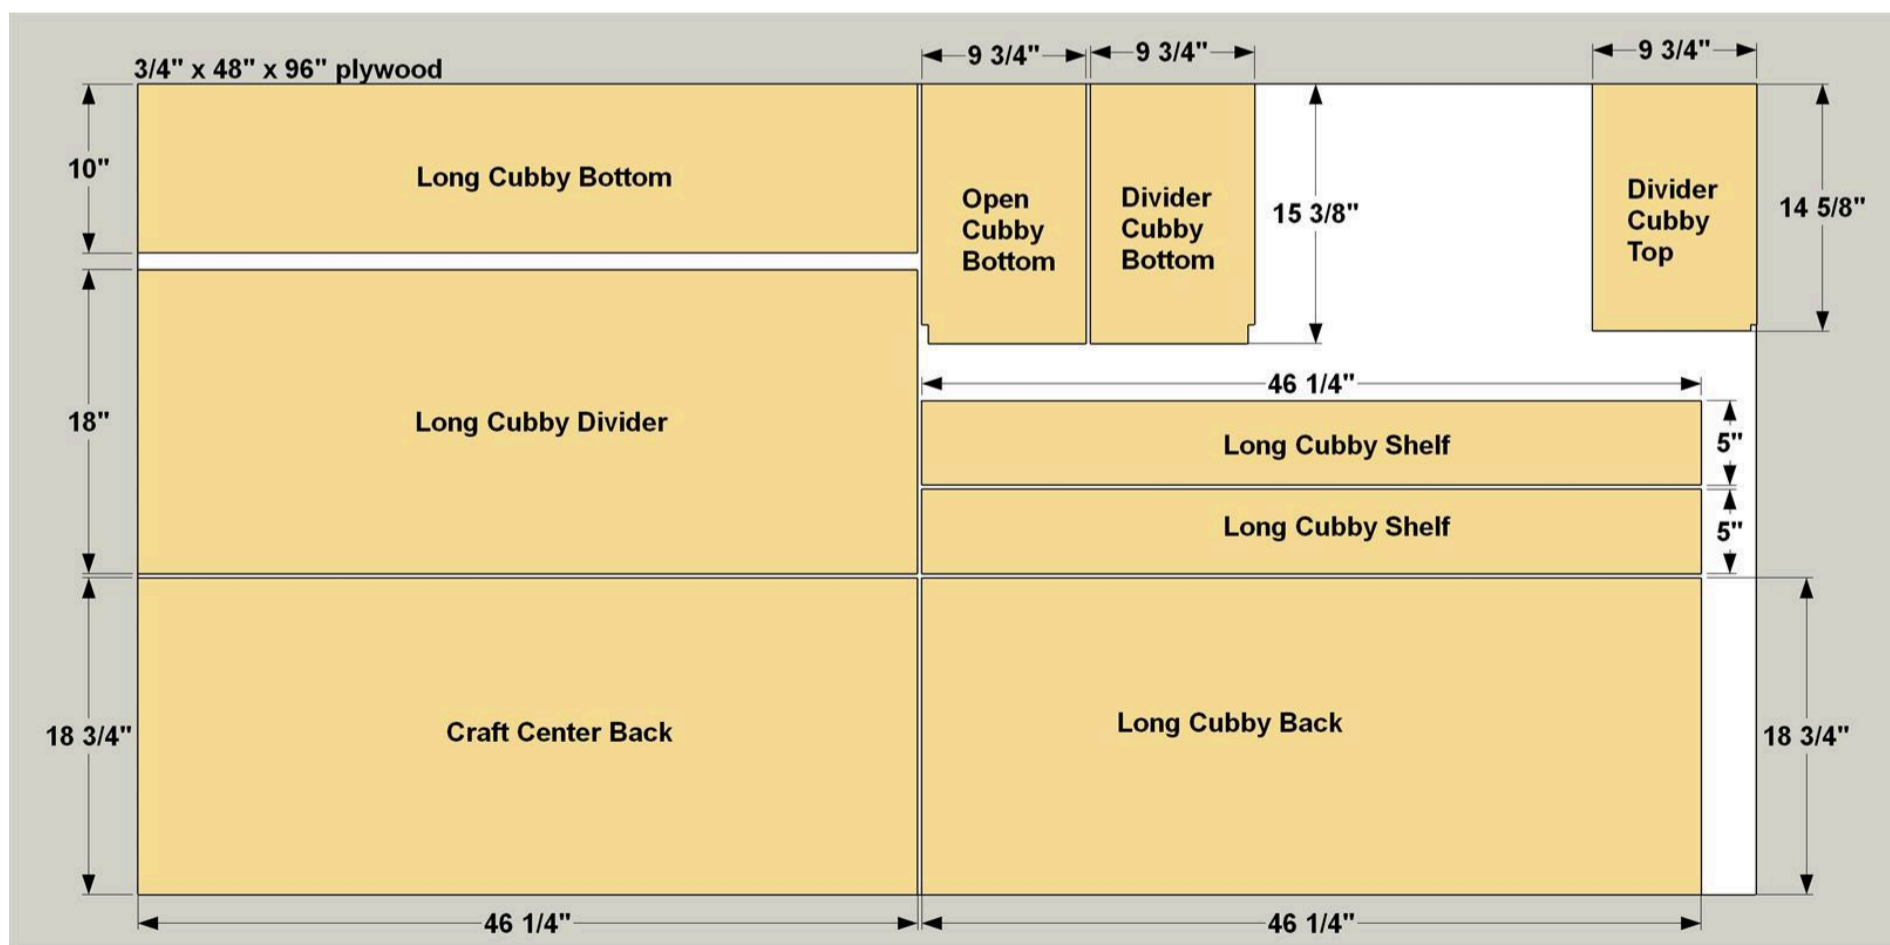 9 3/4"
9 3/4"
9 3/4"
3/4" x 48" x 96" plywood
10"
Long Cubby Bottom
Open
Cubby
Bottom
Divider
Cubby
Bottom
15 3/8"
Divider
Cubby
Top
14 5/8"
46 1/4"
18"
Long Cubby Divider
Long Cubby Shelf
5"
Long Cubby Shelf
5"
18 3/4"
Craft Center Back
Long Cubby Back
18 3/4"
46 1/4"
46 1/4"